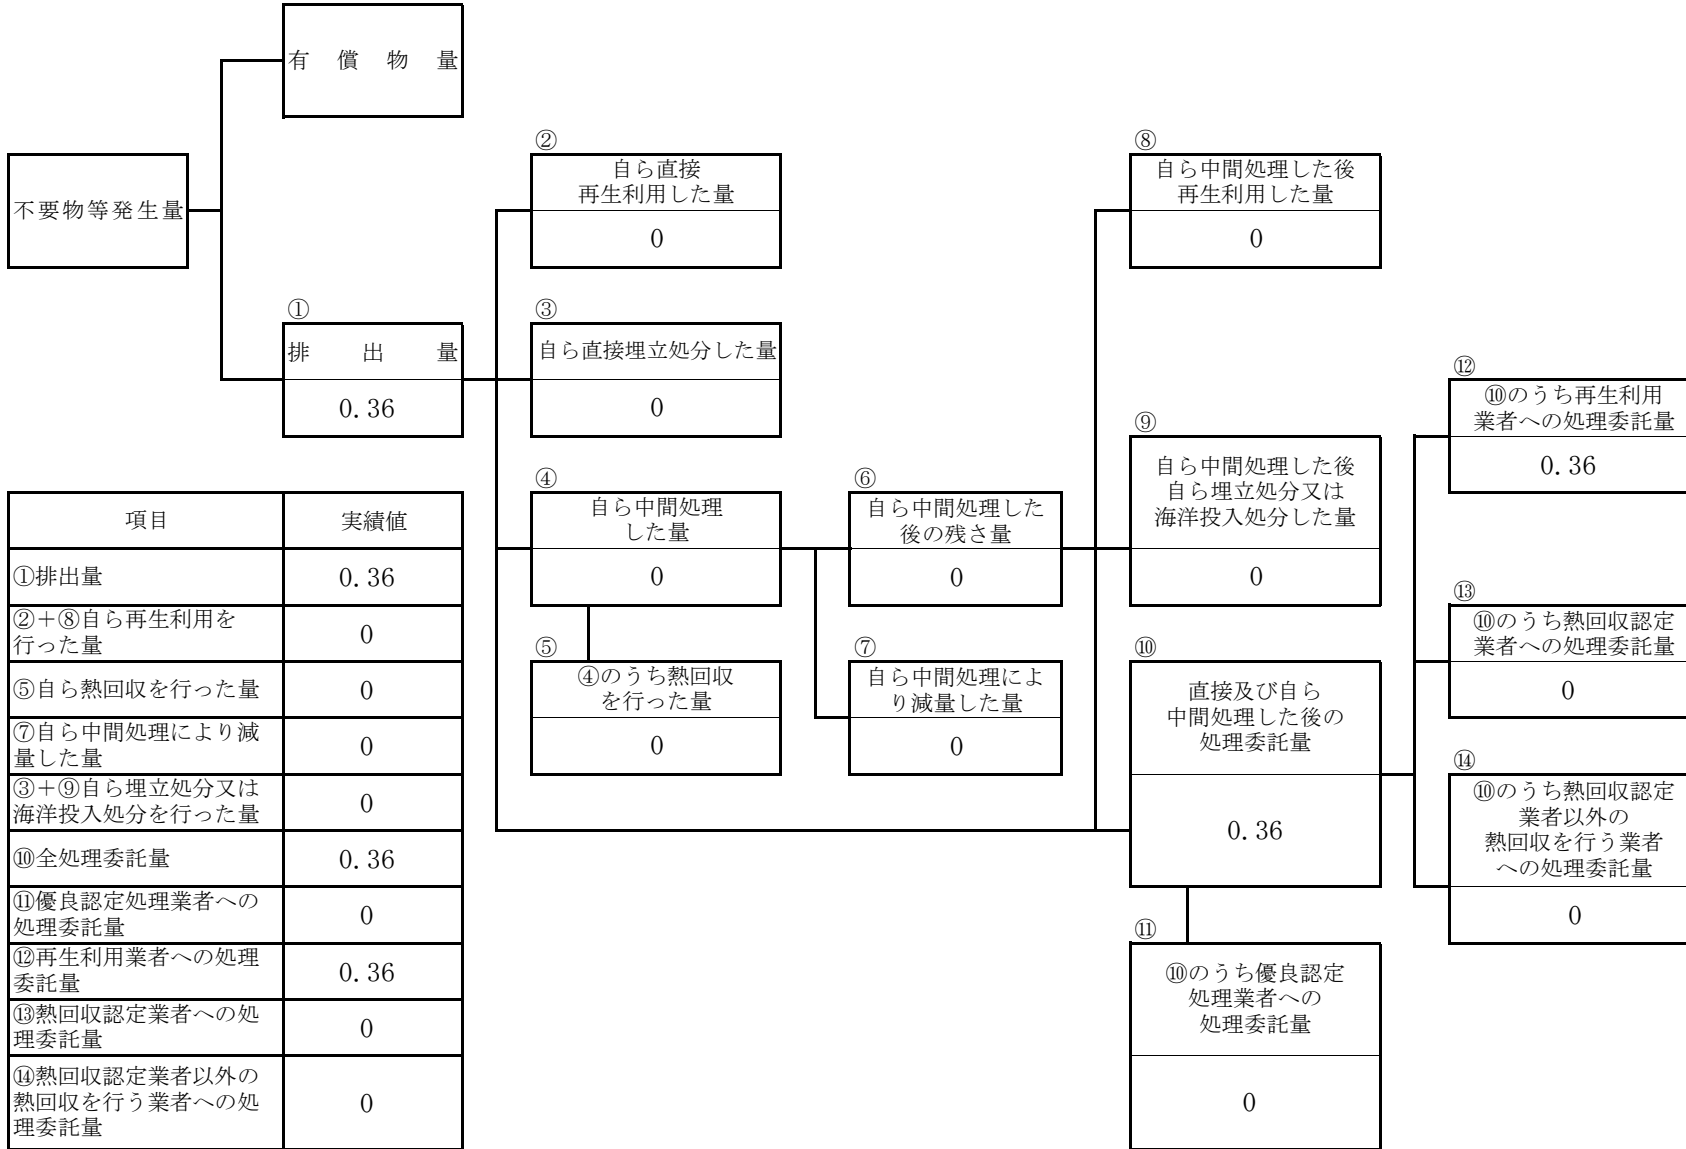 有償物量
不要物等発生量
②
自ら直接
再生利用した量
0
⑧
自ら中間処理した後
再生利用した量
0
①
排出量
0.36
③
自ら直接埋立処分した量
0
④
自ら中間処理
した量
0
⑥
自ら中間処理した
後の残さ量
0
⑨
自ら中間処理した後
自ら埋立処分又は
海洋投入処分した量
0
⑫
⑩のうち再生利用
業者への処理委託量
0.36
⑤
④のうち熱回収
を行った量
0
⑦
自ら中間処理によ
り減量した量
0
⑩
直接及び自ら
中間処理した後の
処理委託量
0.36
⑬
⑩のうち熱回収認定
業者への処理委託量
0
⑭
⑩のうち熱回収認定
業者以外の
熱回収を行う業者
への処理委託量
0
⑪
⑩のうち優良認定
処理業者への
処理委託量
0
項目 実績値
①排出量 0.36
②+⑧自ら再生利用を
行った量 0
⑤自ら熱回収を行った量 0
⑦自ら中間処理により減
量した量 0
③+⑨自ら埋立処分又は
海洋投入処分を行った量 0
⑩全処理委託量 0.36
⑪優良認定処理業者への
処理委託量 0
⑫再生利用業者への処理
委託量 0.36
⑬熱回収認定業者への処
理委託量 0
⑭熱回収認定業者以外の
熱回収を行う業者への処
理委託量 0